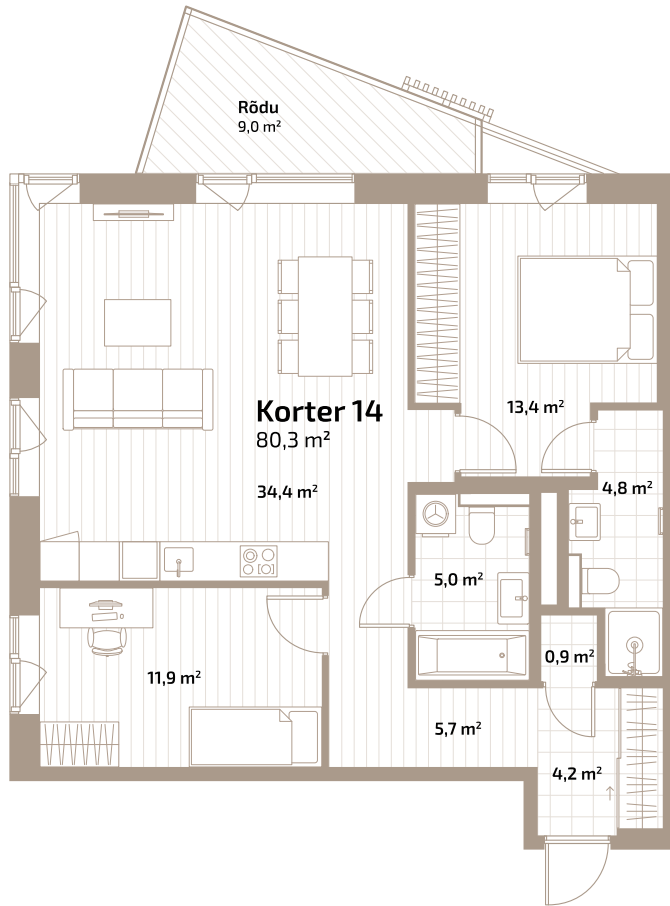 Rõdu
9,0 m²
Korter 14
80,3 m²
13,4 m²
34,4 m²
4,8 m²
5,0 m²
11,9 m²
0,9 m²
5,7 m²
4,2 m²